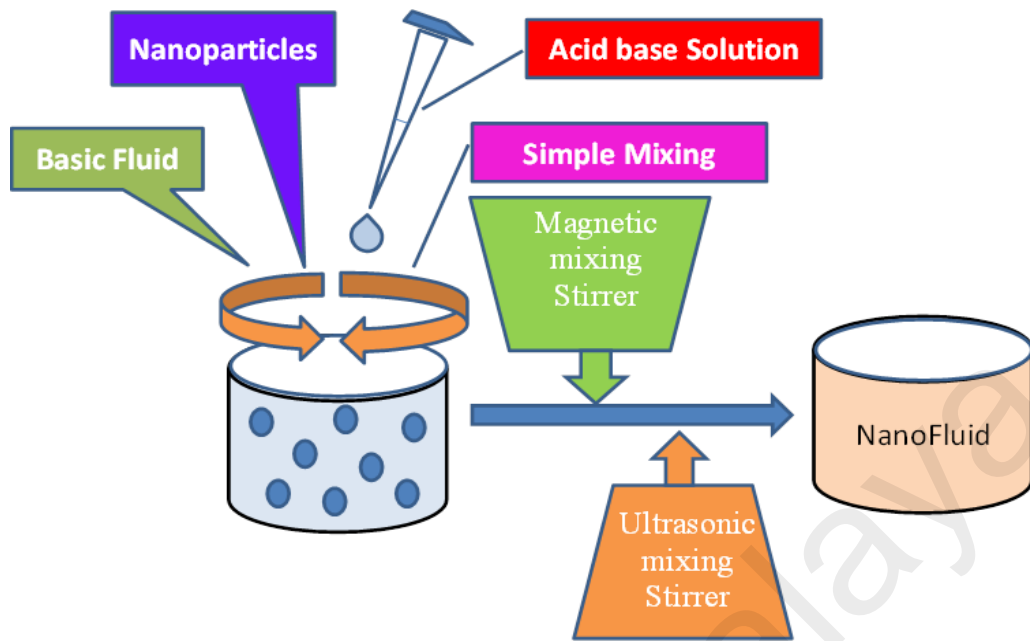 Nanoparticles
Acid base Solution
Basic Fluid
Simple Mixing
Magnetic
mixing
Stirrer
NanoFluid
Ultrasonic
mixing
Stirrer